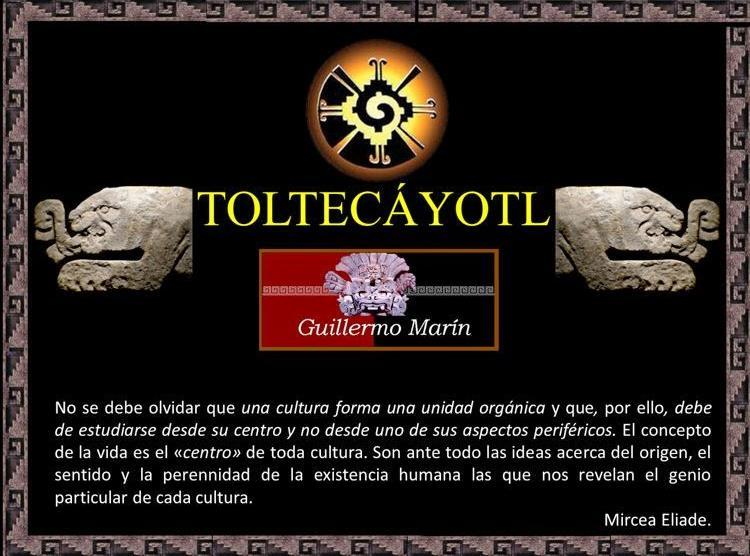 TOLTECÁYOTL
Guillermo Marín
No se debe olvidar que una cultura forma una unidad orgánica y que, por ello, debe
de estudiarse desde su centro y no desde uno de sus aspectos periféricos. El concepto
de la vida es el «centro» de toda cultura. Son ante todo las ideas acerca del origen, el
sentido y la perennidad de la existencia humana las que nos revelan el genio
particular de cada cultura.
Mircea Eliade.